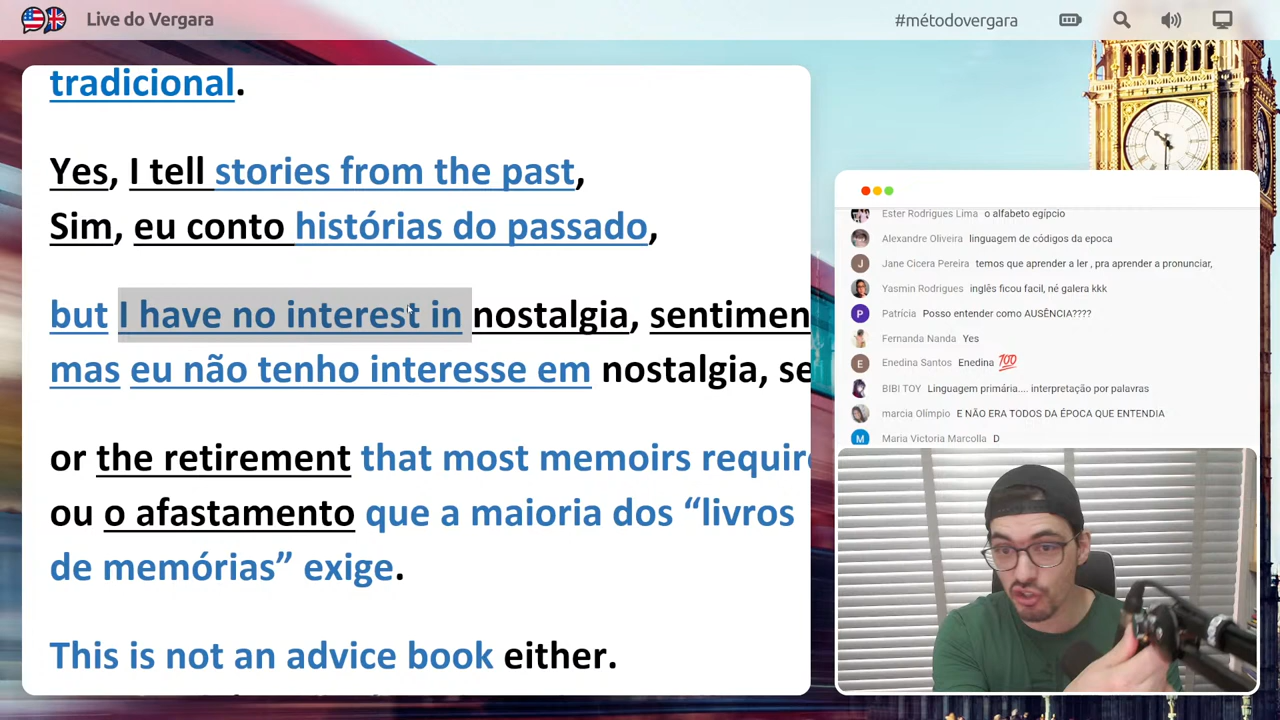 Live do Vergara
#métodovergara
tradicional.
Yes, I tell stories from the past,
Sim, eu conto histórias do passado,
but I have no interest in nostalgia, sentimen
mas eu não tenho interesse em nostalgia, se
or the retirement that most memoirs require
ou o afastamento que a maioria dos “livros
de memórias” exige.
This is not an advice book either.
Ester Rodrigues Lima o alfabeto egípcio
Alexandre Oliveira linguagem de códigos da epoca
J Jane Cicera Pereira temos que aprender a ler , pra aprender a pronunciar,
Yasmin Rodrigues inglês ficou facil, né galera kkk
P Patricia Posso entender como AUSÊNCIA????
Fernanda Nanda Yes
E Enedina Santos Enedina 💯
BIBI TOY Linguagem primária.... interpretação por palavras
marcia Olímpio E NÃO ERA TODOS DA ÉPOCA QUE ENTENDIA
M Maria Victoria Marcolla D